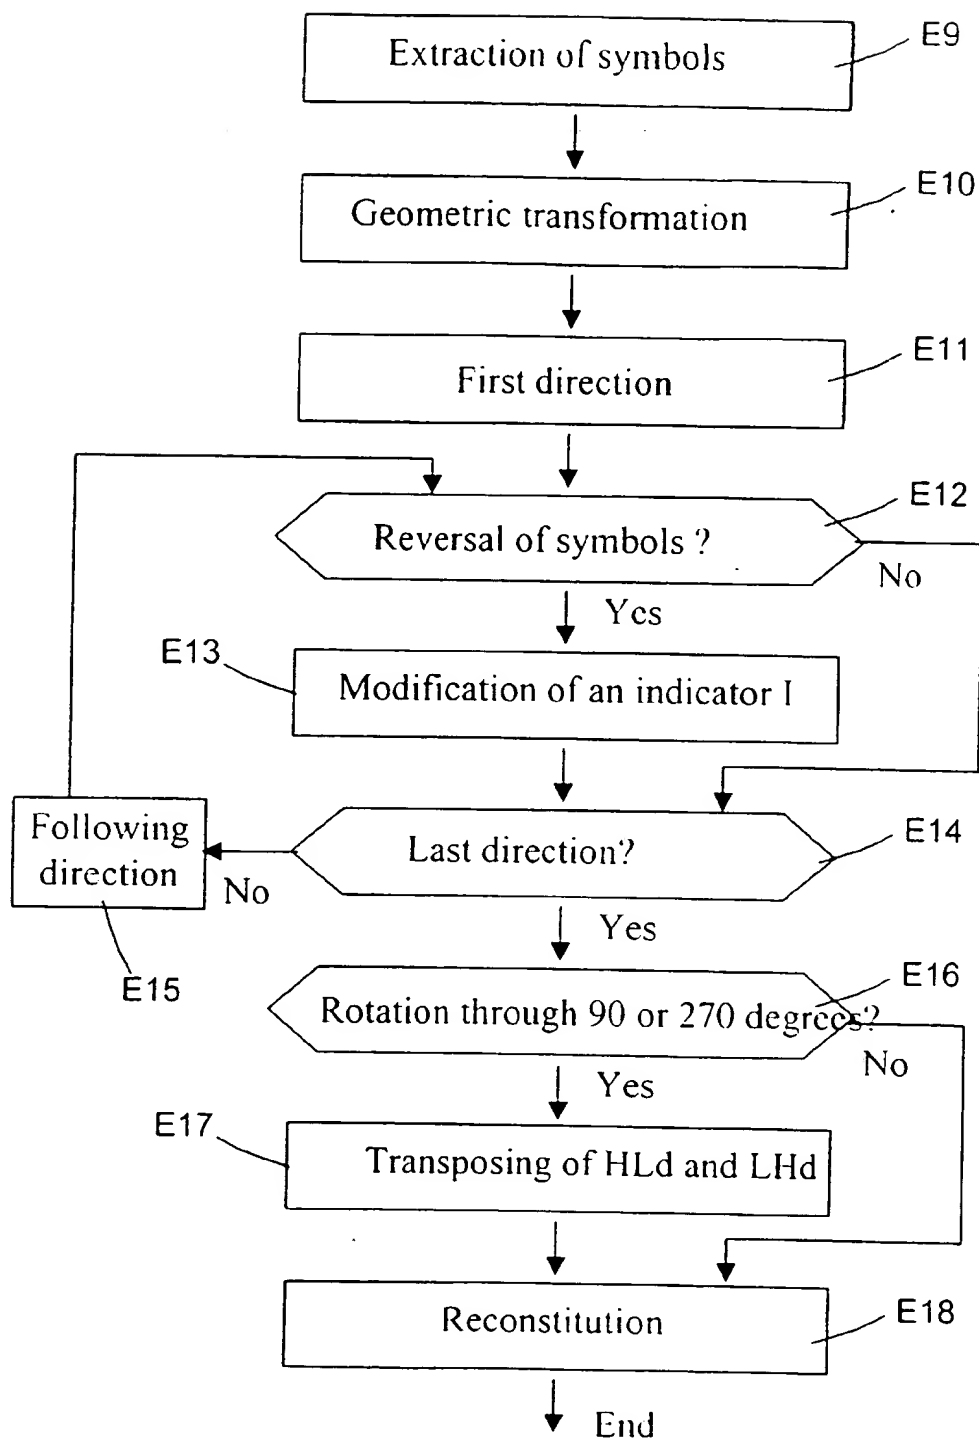 Extraction of symbols
E9
Geometric transformation
E10
First direction
E11
Reversal of symbols ?
E12
No
Yes
E13
Modification of an indicator I
Following
direction
No
Last direction?
E14
E15
Yes
Rotation through 90 or 270 degrees?
E16
No
Yes
E17
Transposing of HLd and LHd
Reconstitution
E18
End